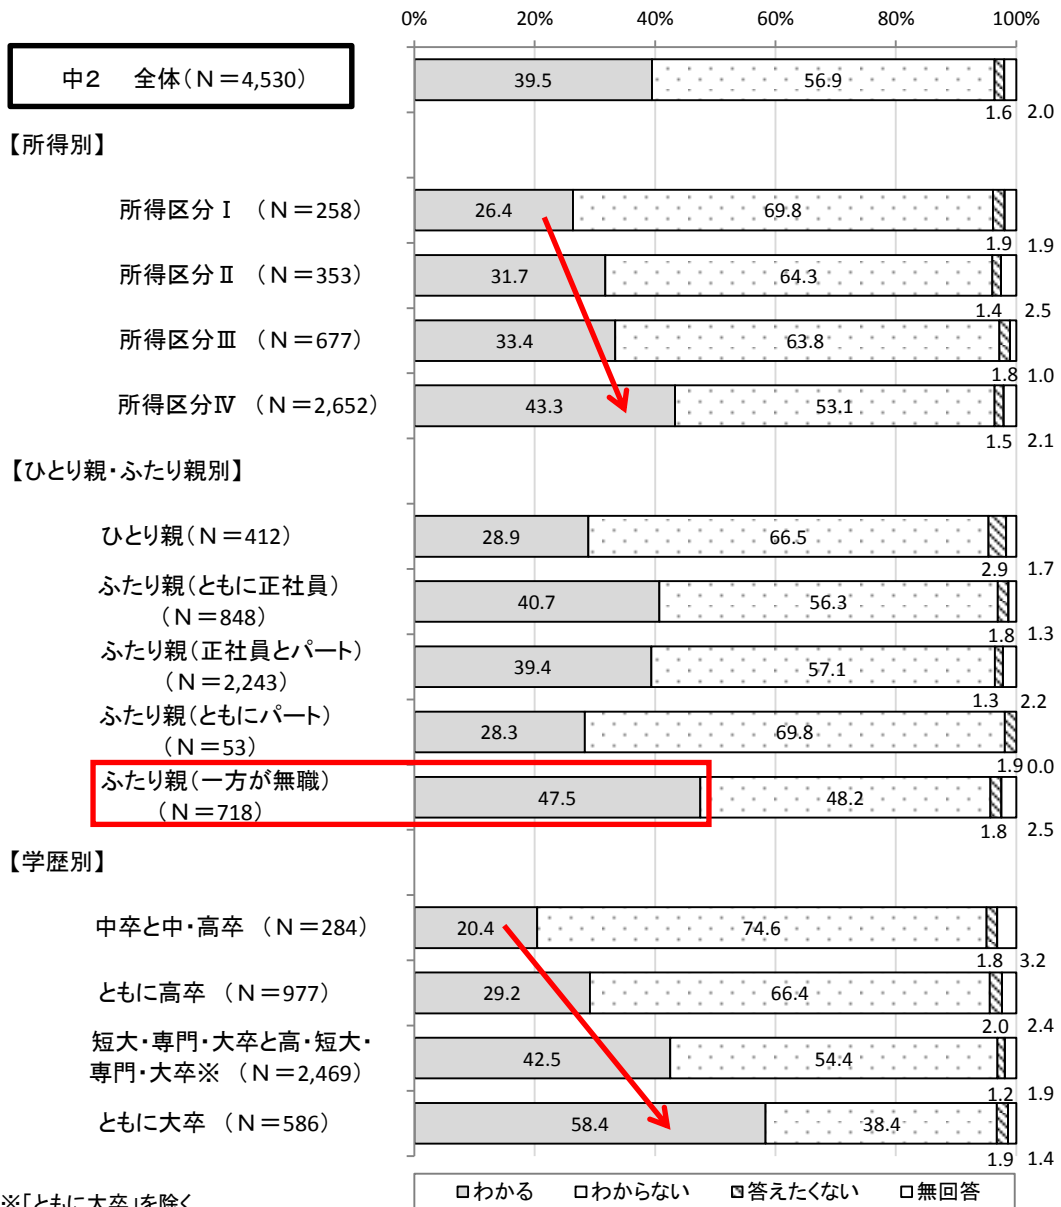 0% 20% 40% 60% 80% 100%
中2 全体(N=4,530) 39.5 56.9 1.6 2.0
【所得別】
所得区分Ⅰ (N=258) 26.4 69.8 1.9 1.9
所得区分Ⅱ (N=353) 31.7 64.3 1.4 2.5
所得区分Ⅲ (N=677) 33.4 63.8 1.8 1.0
所得区分Ⅳ (N=2,652) 43.3 53.1 1.5 2.1
【ひとり親・ふたり親別】
ひとり親(N=412) 28.9 66.5 2.9 1.7
ふたり親(ともに正社員)
(N=848) 40.7 56.3 1.8 1.3
ふたり親(正社員とパート)
(N=2,243) 39.4 57.1 1.3 2.2
ふたり親(ともにパート)
(N=53) 28.3 69.8 1.9 0.0
ふたり親(一方が無職)
(N=718) 47.5 48.2 1.8 2.5
【学歴別】
中卒と中・高卒 (N=284) 20.4 74.6 1.8 3.2
ともに高卒 (N=977) 29.2 66.4 2.0 2.4
短大・専門・大卒と高・短大・
専門・大卒※ (N=2,469) 42.5 54.4 1.2 1.9
ともに大卒 (N=586) 58.4 38.4 1.9 1.4
わかる わからない 答えたくない 無回答
※「ともに大卒」を除く